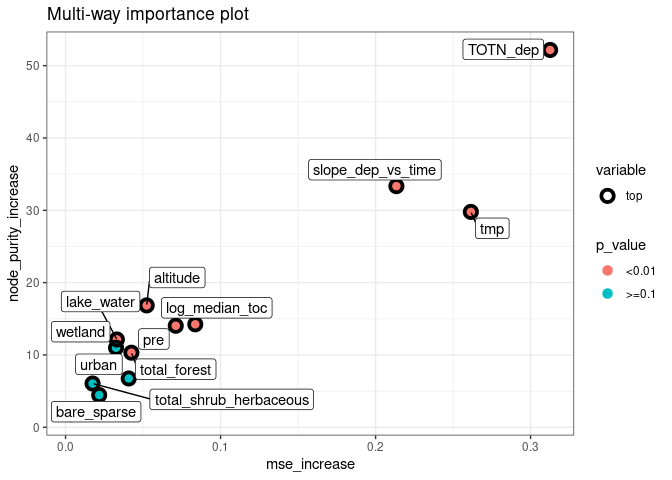 Multi-way importance plot
TOTN_dep
slope_dep_vs_time
tmp
altitude
lake_water
log_median_toc
wetland
pre
urban
total_forest
total_shrub_herbaceous
bare_sparse
50
40
30
20
10
0
node_purity_increase
0.0
0.1
0.2
0.3
mse_increase
variable
top
p_value
<0.01
>=0.1